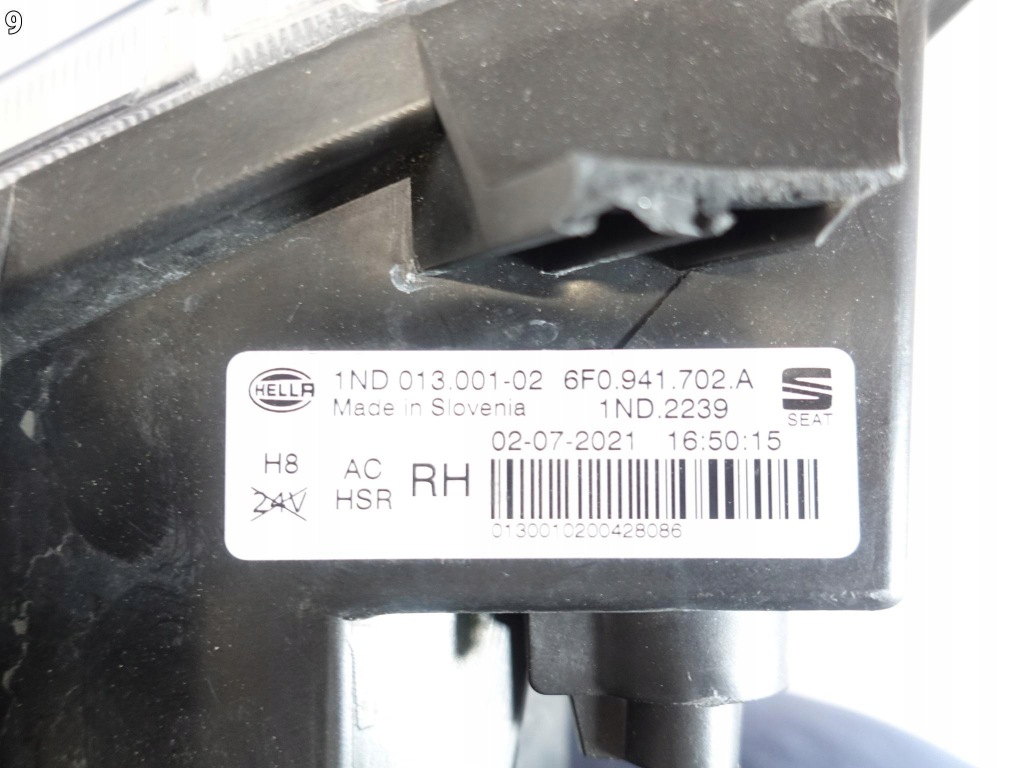 9
HELLA 1ND 013.001-02 6F0.941.702.A
Made in Slovenia 1ND.2239
SEAT
02-07-2021 16:50:15
H8 AC RH
24V HSR
0130010200428086